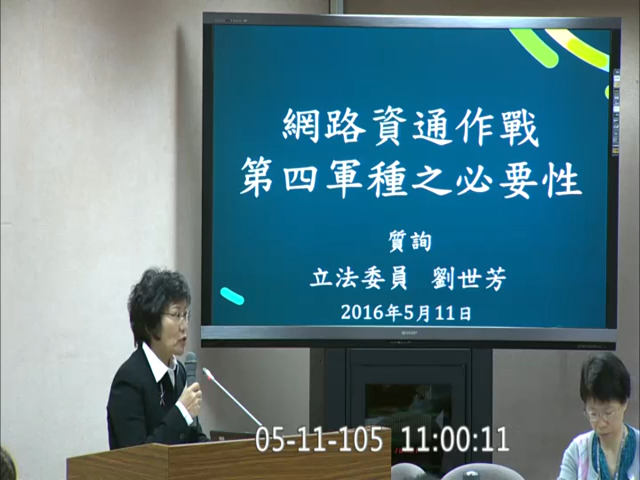 網路資通作戰
第四軍種之必要性
質詢
立法委員 劉世芳
2016年5月11日
05-11-105 11:00:11